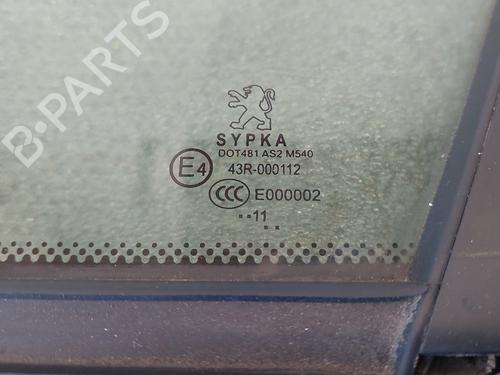 B-PARTS
SYPKA
DOT481 AS2 M540
E4 43R-000112
CCC E000002
..11
..